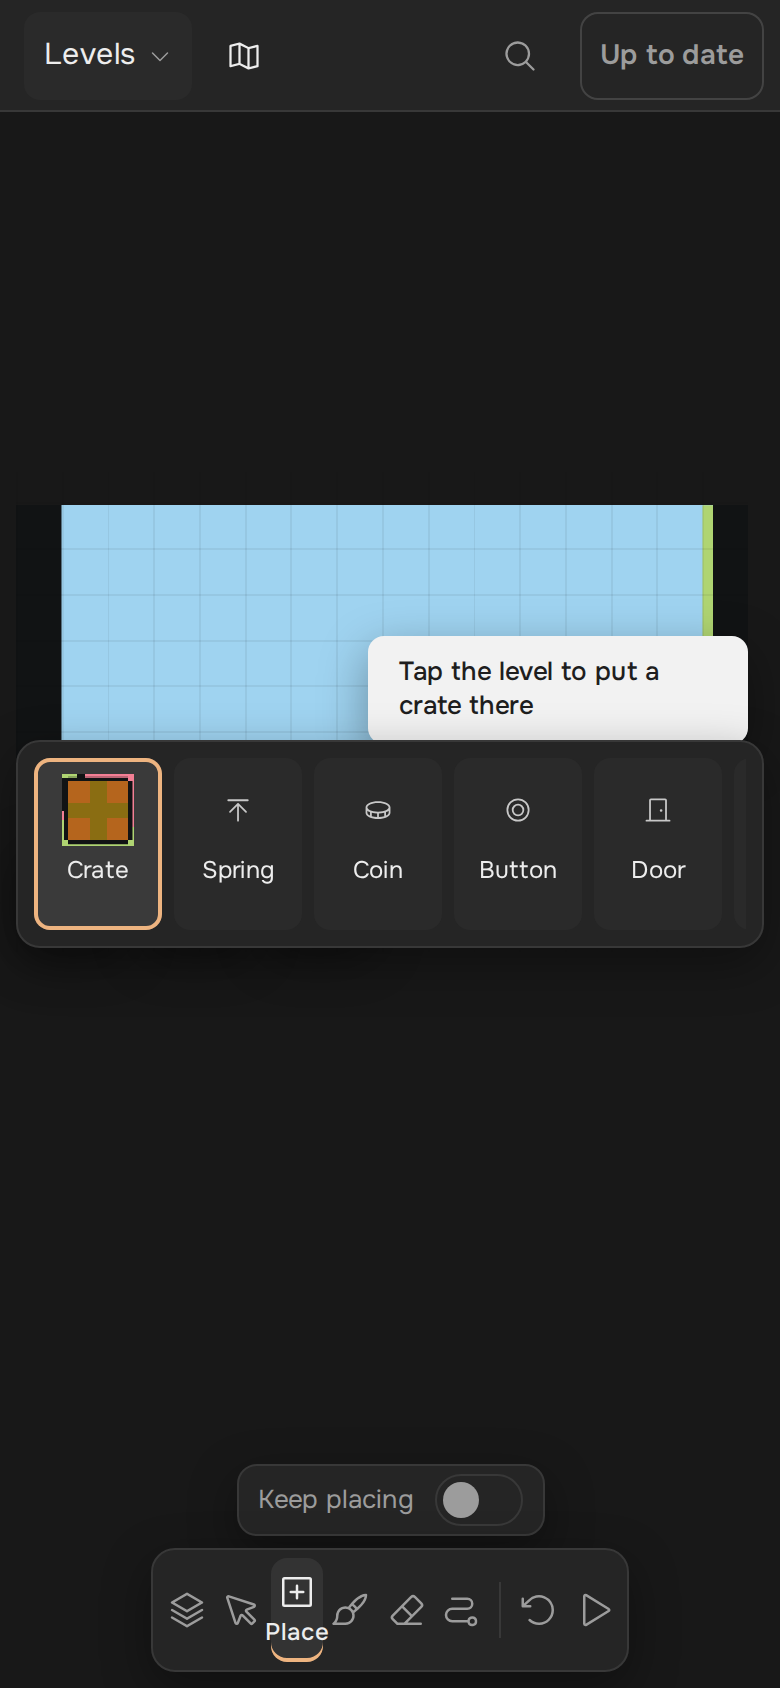 Levels
Up to date
Tap the level to put a
crate there
Crate
Spring
Coin
Button
Door
Keep placing
Place